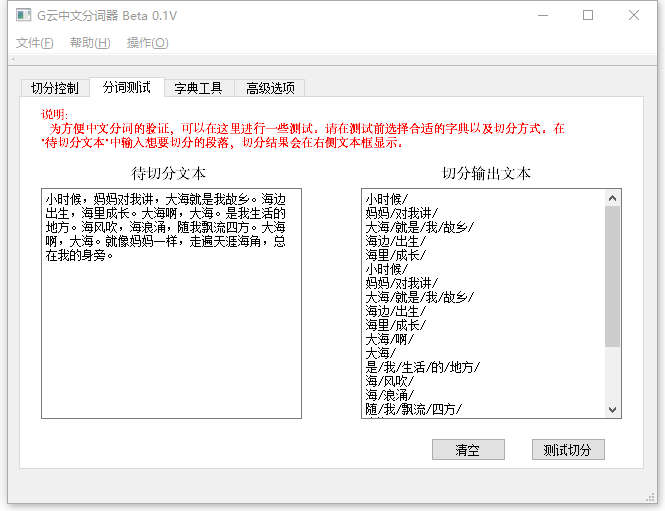 G云中文分词器 Beta 0.1V
文件(F) 帮助(H) 操作(O)
切分控制 分词测试 字典工具 高级选项
说明:
为方便中文分词的验证，可以在这里进行一些测试。请在测试前选择合适的字典以及切分方式。在
"待切分文本"中输入想要切分的段落，切分结果会在右侧文本框显示。
待切分文本
小时候，妈妈对我讲，大海就是我故乡。海边
出生，海里成长。大海啊，大海。是我生活的
地方。海风吹，海浪涌，随我飘流四方。大海
啊，大海。就像妈妈一样，走遍天涯海角，总
在我的身旁。
切分输出文本
小时候/
妈妈/对我讲/
大海/就是/我/故乡/
海边/出生/
海里/成长/
小时候/
妈妈/对我讲/
大海/就是/我/故乡/
海边/出生/
海里/成长/
大海/啊/
大海/
是/我/生活/的/地方/
海/风吹/
海/浪涌/
随/我/飘流/四方/
清空 测试切分